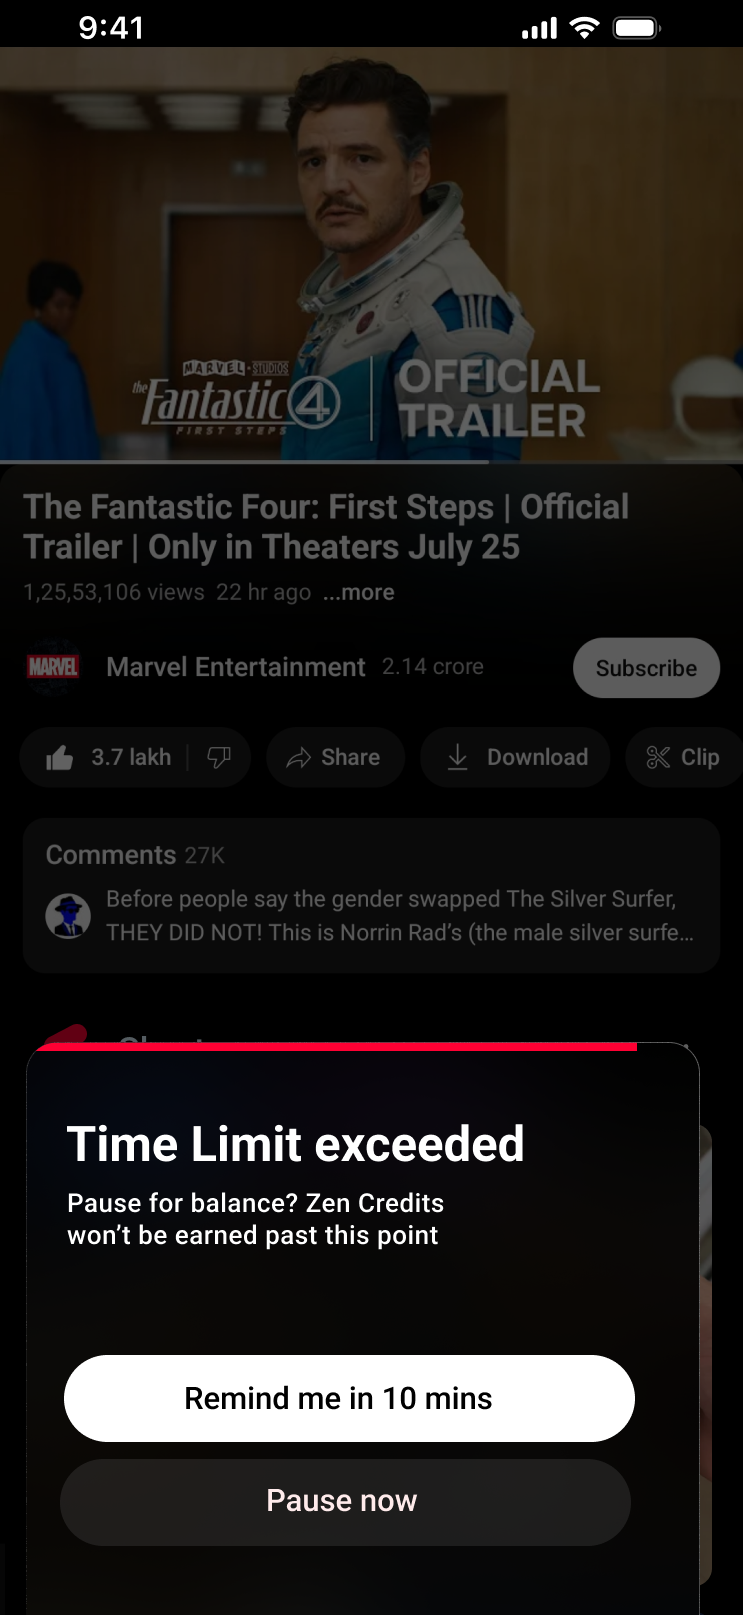 9:41
MARVEL STUDIOS
the Fantastic 4
FIRST STEPS
OFFICIAL
TRAILER
The Fantastic Four: First Steps | Official
Trailer | Only in Theaters July 25
1,25,53,106 views 22 hr ago ...more
MARVEL
Marvel Entertainment 2.14 crore
Subscribe
3.7 lakh
Share
Download
Clip
Comments 27K
Before people say the gender swapped The Silver Surfer,
THEY DID NOT! This is Norrin Rad’s (the male silver surfe...
Time Limit exceeded
Pause for balance? Zen Credits
won’t be earned past this point
Remind me in 10 mins
Pause now